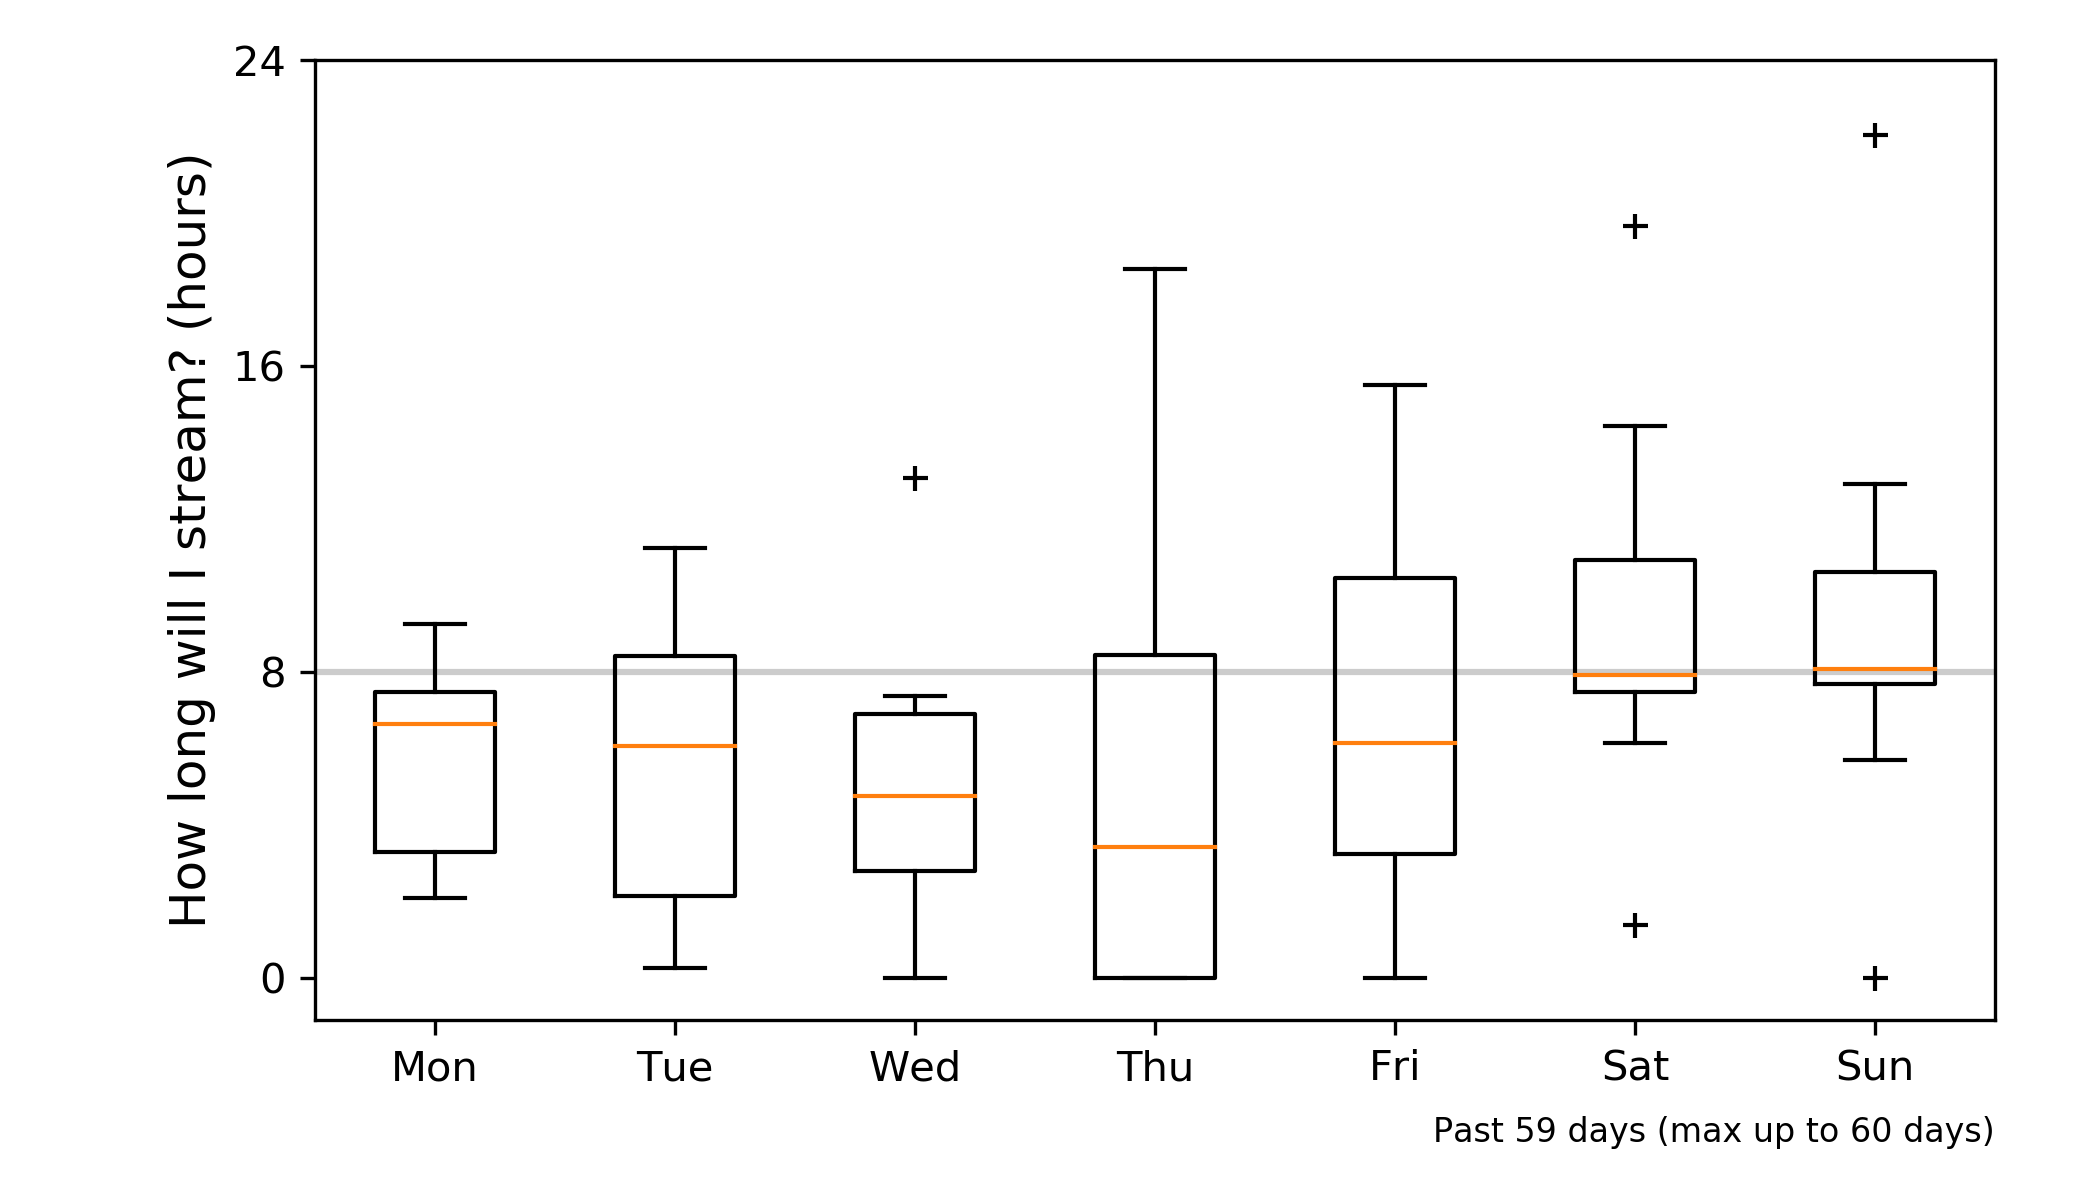 How long will I stream? (hours)
24
16
8
0
Mon Tue Wed Thu Fri Sat Sun
Past 59 days (max up to 60 days)